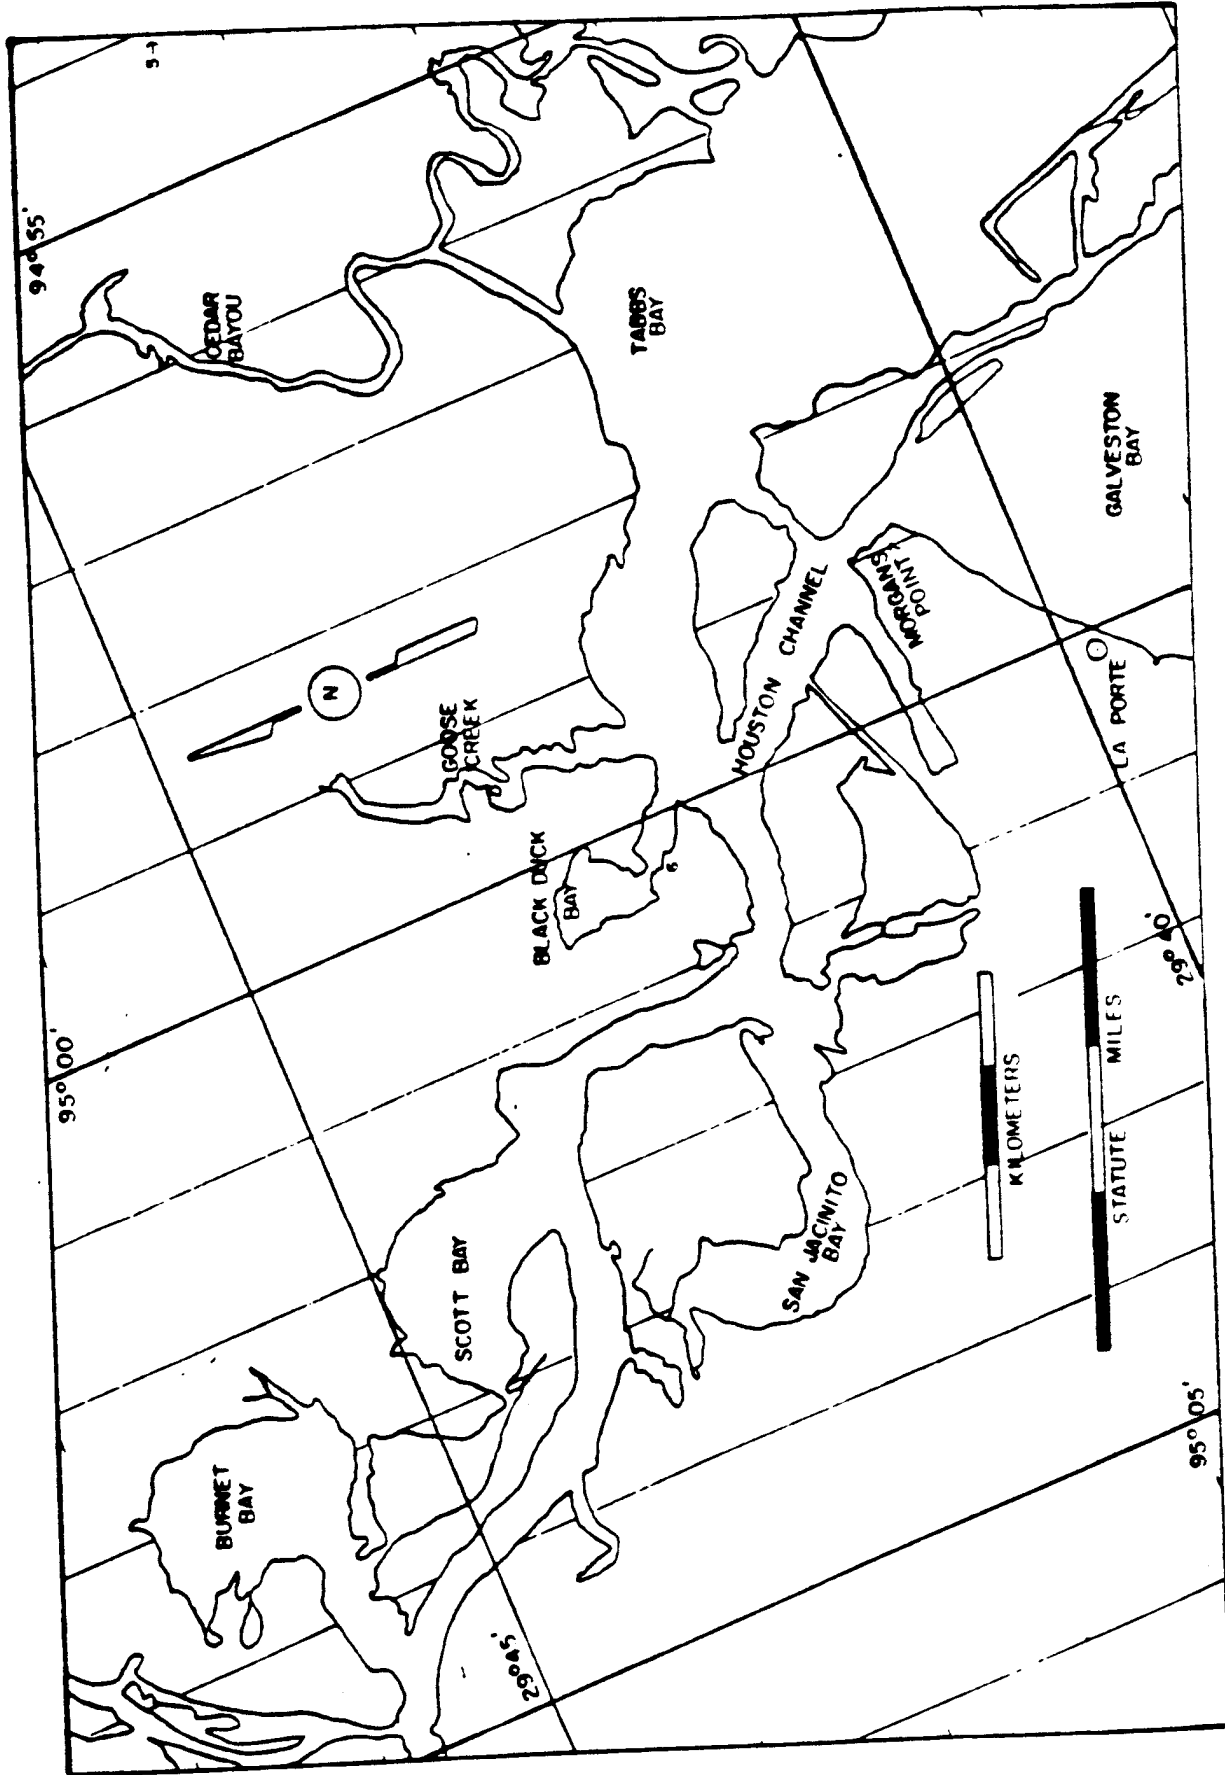 94° 55'
CEDAR
BAYOU
TABBS
BAY
GALVESTON
BAY
MORGANS
POINT
HOUSTON CHANNEL
LA PORTE
N
GOOSE
CREEK
BLACK DUCK
BAY
95° 00'
29° 40'
KILOMETERS
STATUTE MILES
SAN JACINITO
BAY
SCOTT BAY
BURNET
BAY
29° 45'
95° 05'